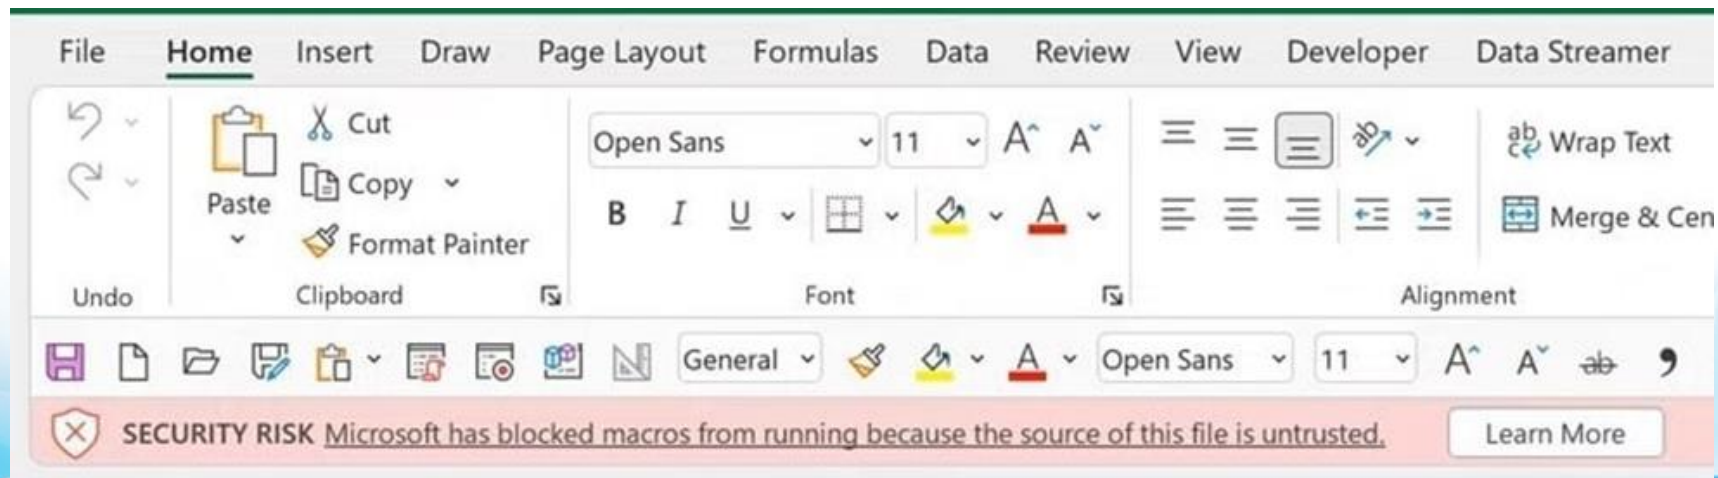 File Home Insert Draw Page Layout Formulas Data Review View Developer Data Streamer
Cut
Open Sans 11 A A ab Wrap Text
Copy
Paste
B I U A Merge & Cen
Format Painter
Undo Clipboard Font Alignment
General A Open Sans 11 A A ab
SECURITY RISK Microsoft has blocked macros from running because the source of this file is untrusted. Learn More